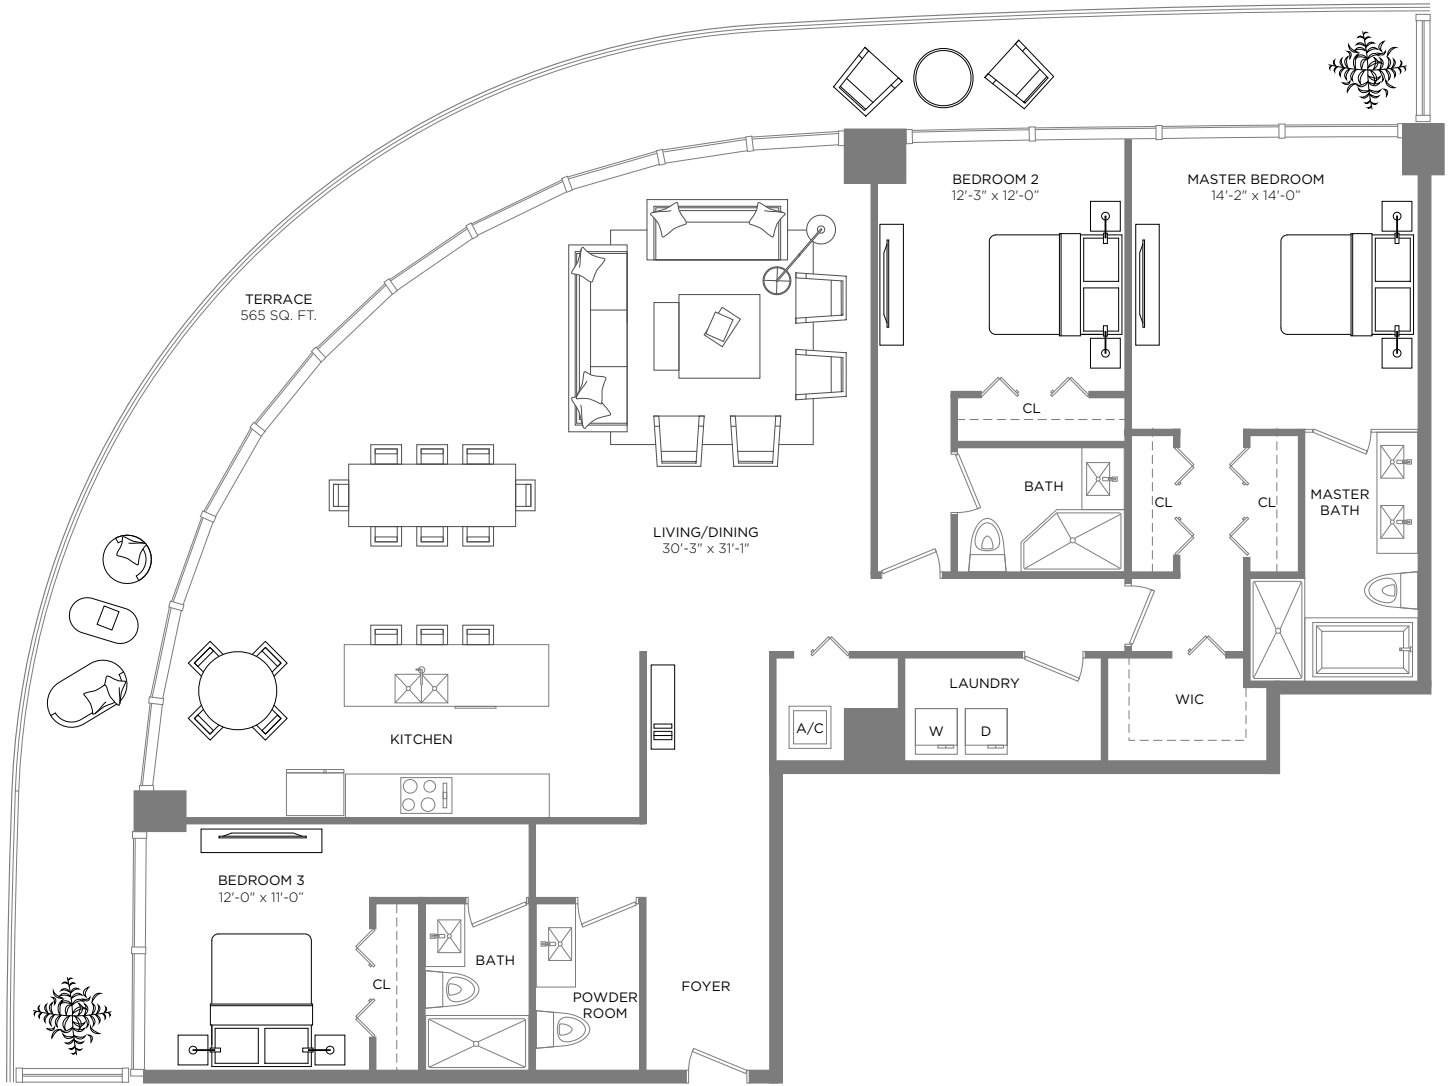 BEDROOM 2
12'-3" x 12'-0"
MASTER BEDROOM
14'-2" x 14'-0"
TERRACE
565 SQ. FT.
CL
BATH
CL
CL
MASTER
BATH
LIVING/DINING
30'-3" x 31'-1"
LAUNDRY
WIC
A/C
W
D
KITCHEN
BEDROOM 3
12'-0" x 11'-0"
CL
BATH
POWDER
ROOM
FOYER